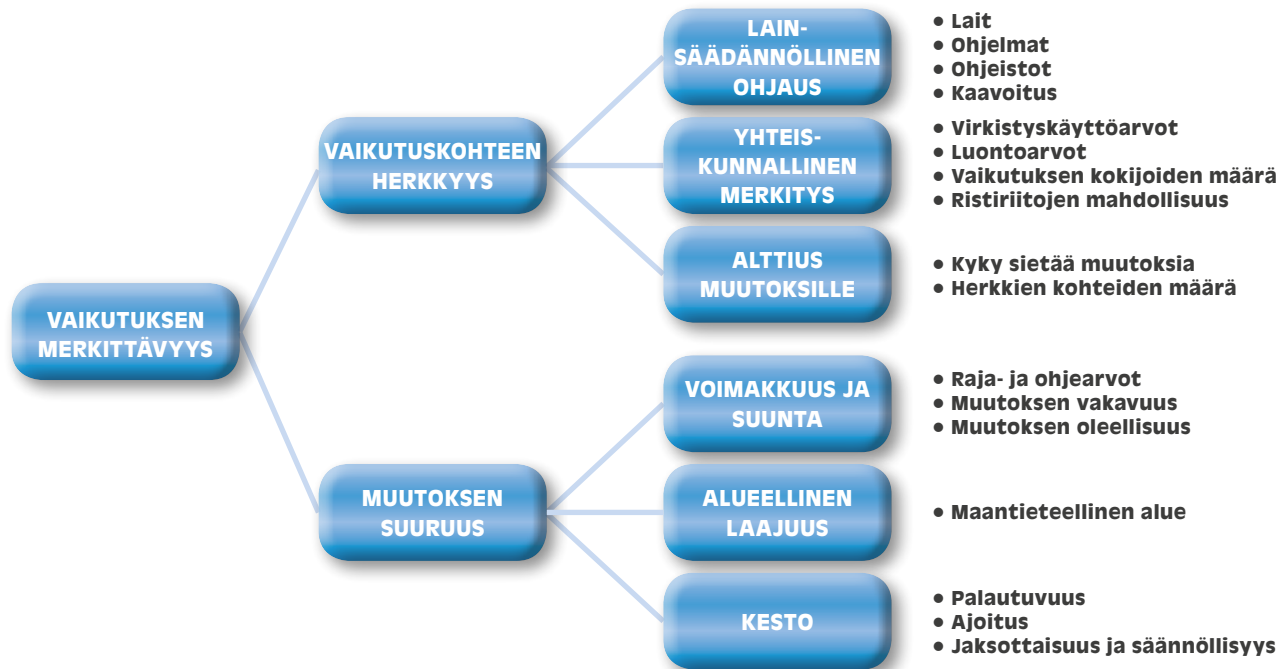 VAIKUTUKSEN
MERKITTÄVYYS
VAIKUTUSKOHTEEN
HERKKYYS
LAIN-
SÄÄDÄNNÖLLINEN
OHJAUS
• Lait
• Ohjelmat
• Ohjeistot
• Kaavoitus
YHTEIS-
KUNNALLINEN
MERKITYS
• Virkistyskäyttöarvot
• Luontoarvot
• Vaikutuksen kokijoiden määrä
• Ristiriitojen mahdollisuus
ALTTIUS
MUUTOKSILLE
• Kyky sietää muutoksia
• Herkkien kohteiden määrä
MUUTOKSEN
SUURUUS
VOIMAKKUUS JA
SUUNTA
• Raja- ja ohjearvot
• Muutoksen vakavuus
• Muutoksen oleellisuus
ALUEELLINEN
LAAJUUS
• Maantieteellinen alue
KESTO
• Palautuvuus
• Ajoitus
• Jaksottaisuus ja säännöllisyys